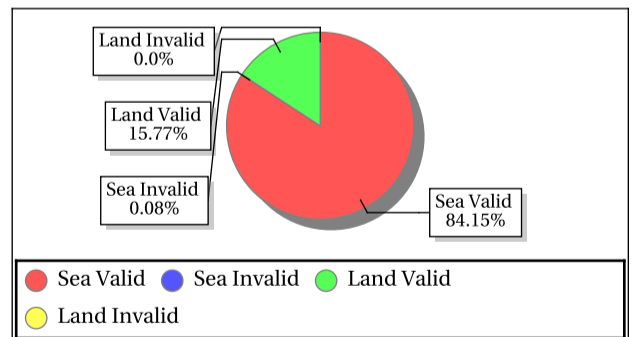 Land Invalid
0.0%
Land Valid
15.77%
Sea Invalid
0.08%
Sea Valid
84.15%
Sea Valid Sea Invalid Land Valid
Land Invalid